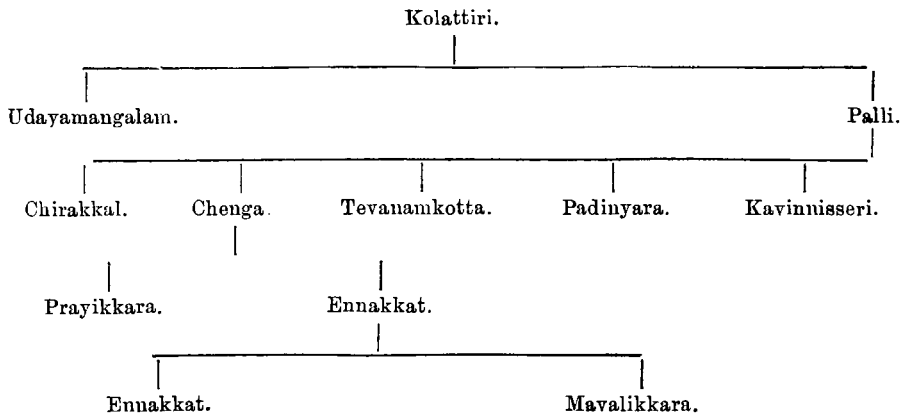 Kolattiri.
Udayamangalam. Palli.
Chirakkal. Chenga. Tevanamkotta. Padinyara. Kavinnisseri.
Prayikkara. Ennakkat.
Ennakkat. Mavalikkara.